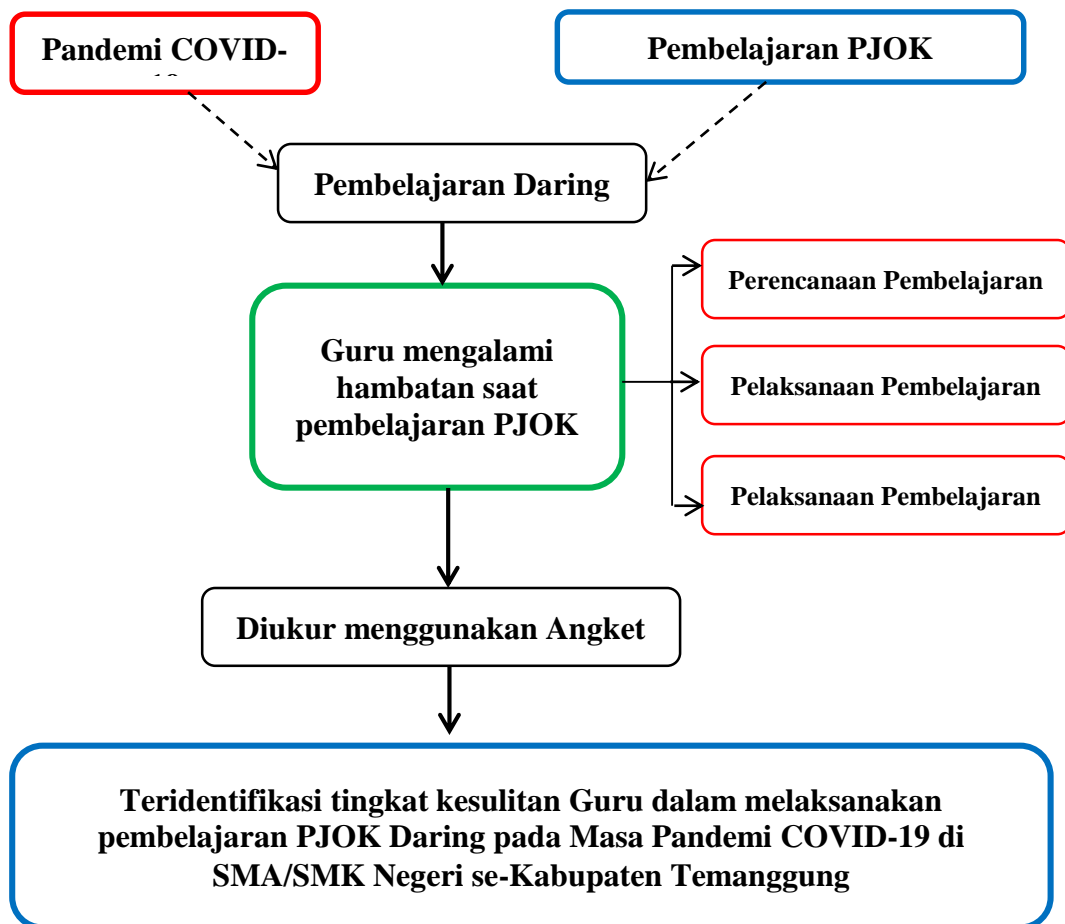 Pandemi COVID-
Pembelajaran PJOK
Pembelajaran Daring
Guru mengalami
hambatan saat
pembelajaran PJOK
Perencanaan Pembelajaran
Pelaksanaan Pembelajaran
Pelaksanaan Pembelajaran
Diukur menggunakan Angket
Teridentifikasi tingkat kesulitan Guru dalam melaksanakan
pembelajaran PJOK Daring pada Masa Pandemi COVID-19 di
SMA/SMK Negeri se-Kabupaten Temanggung